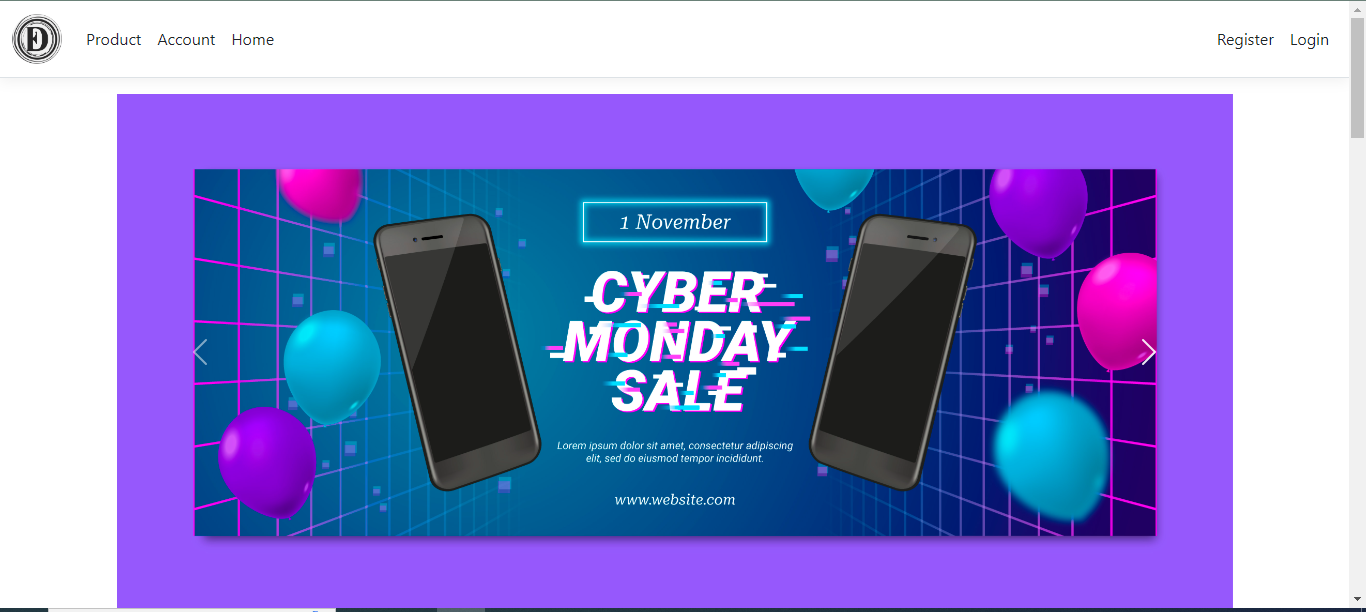 Product Account Home Register Login
1 November
CYBER
MONDAY
SALE
Lorem ipsum dolor sit amet, consectetur adipiscing
elit, sed do eiusmod tempor incididunt.
www.website.com